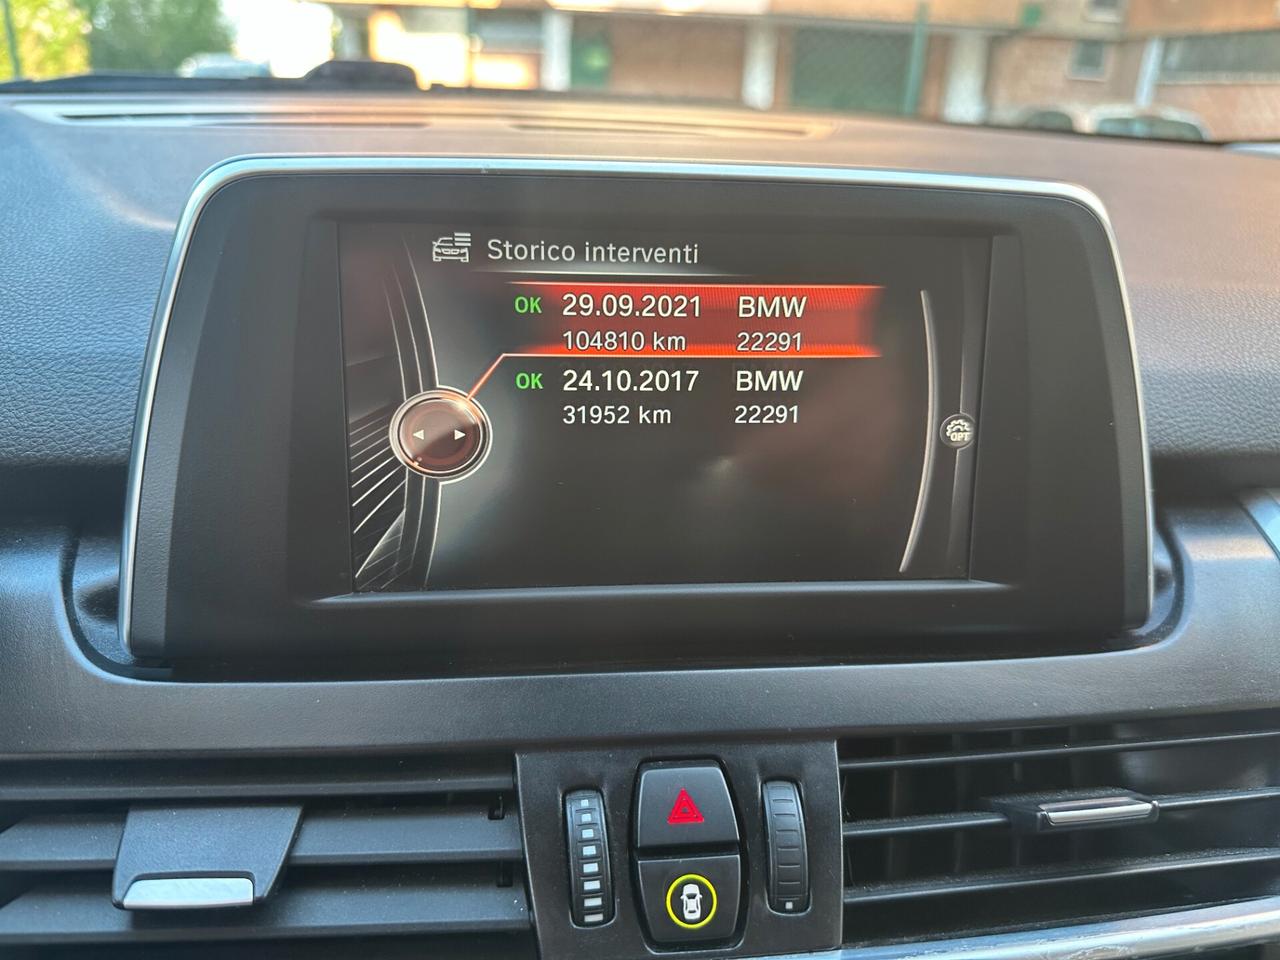 Storico interventi
OK 29.09.2021 BMW
104810 km 22291
OK 24.10.2017 BMW
31952 km 22291
OPT